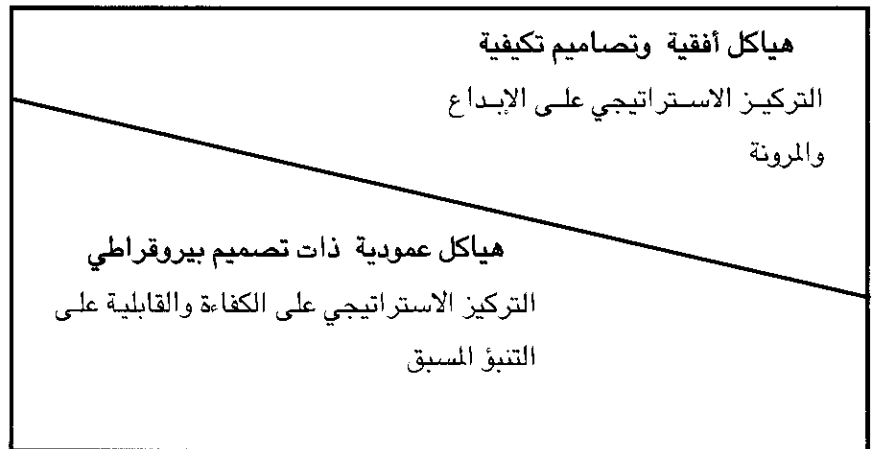 هياكل أفقية وتصاميم تكيفية
التركيز الاستراتيجي على الإبداع
والمرونة
هياكل عمودية ذات تصميم بيروقراطي
التركيز الاستراتيجي على الكفاءة والقابلية على
التنبؤ المسبق